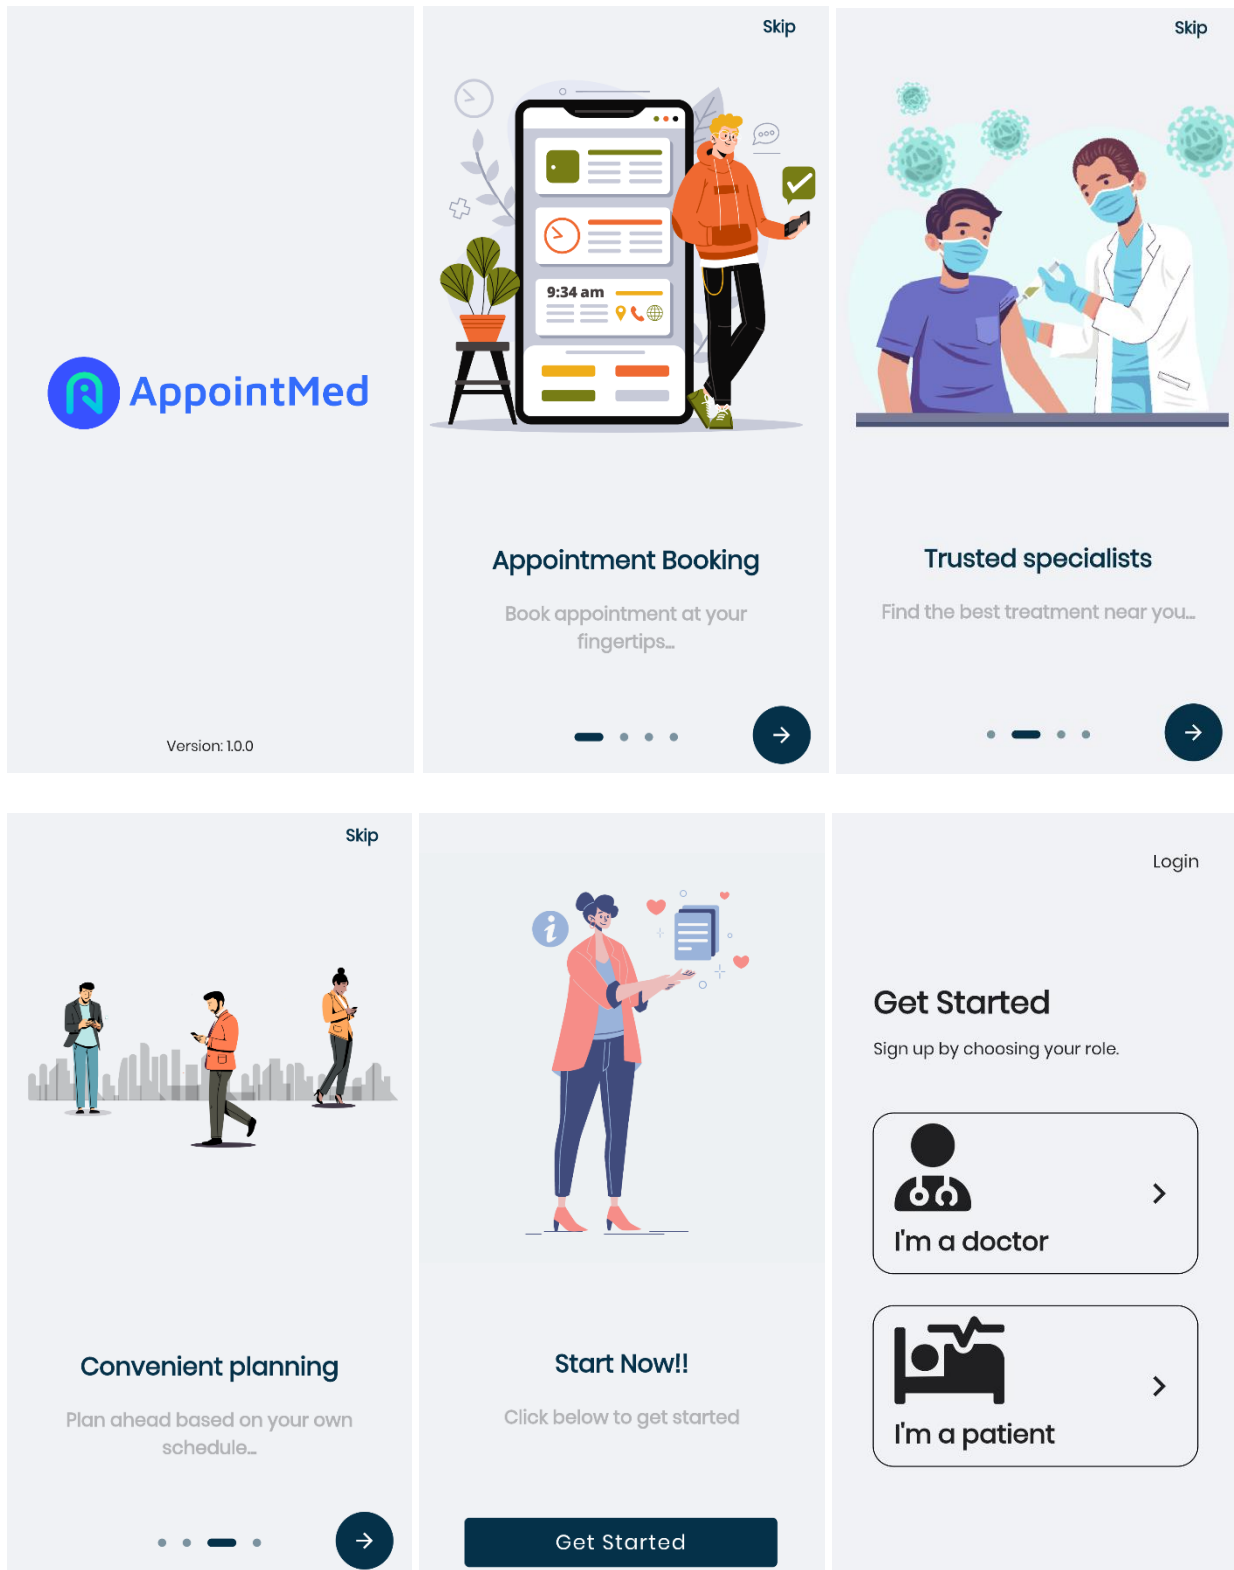 AppointMed
Version: 1.0.0
Skip
9:34 am
Appointment Booking
Book appointment at your
fingertips...
Skip
Trusted specialists
Find the best treatment near you...
Skip
Convenient planning
Plan ahead based on your own
schedule...
Start Now!!
Click below to get started
Get Started
Login
Get Started
Sign up by choosing your role.
I'm a doctor
I'm a patient